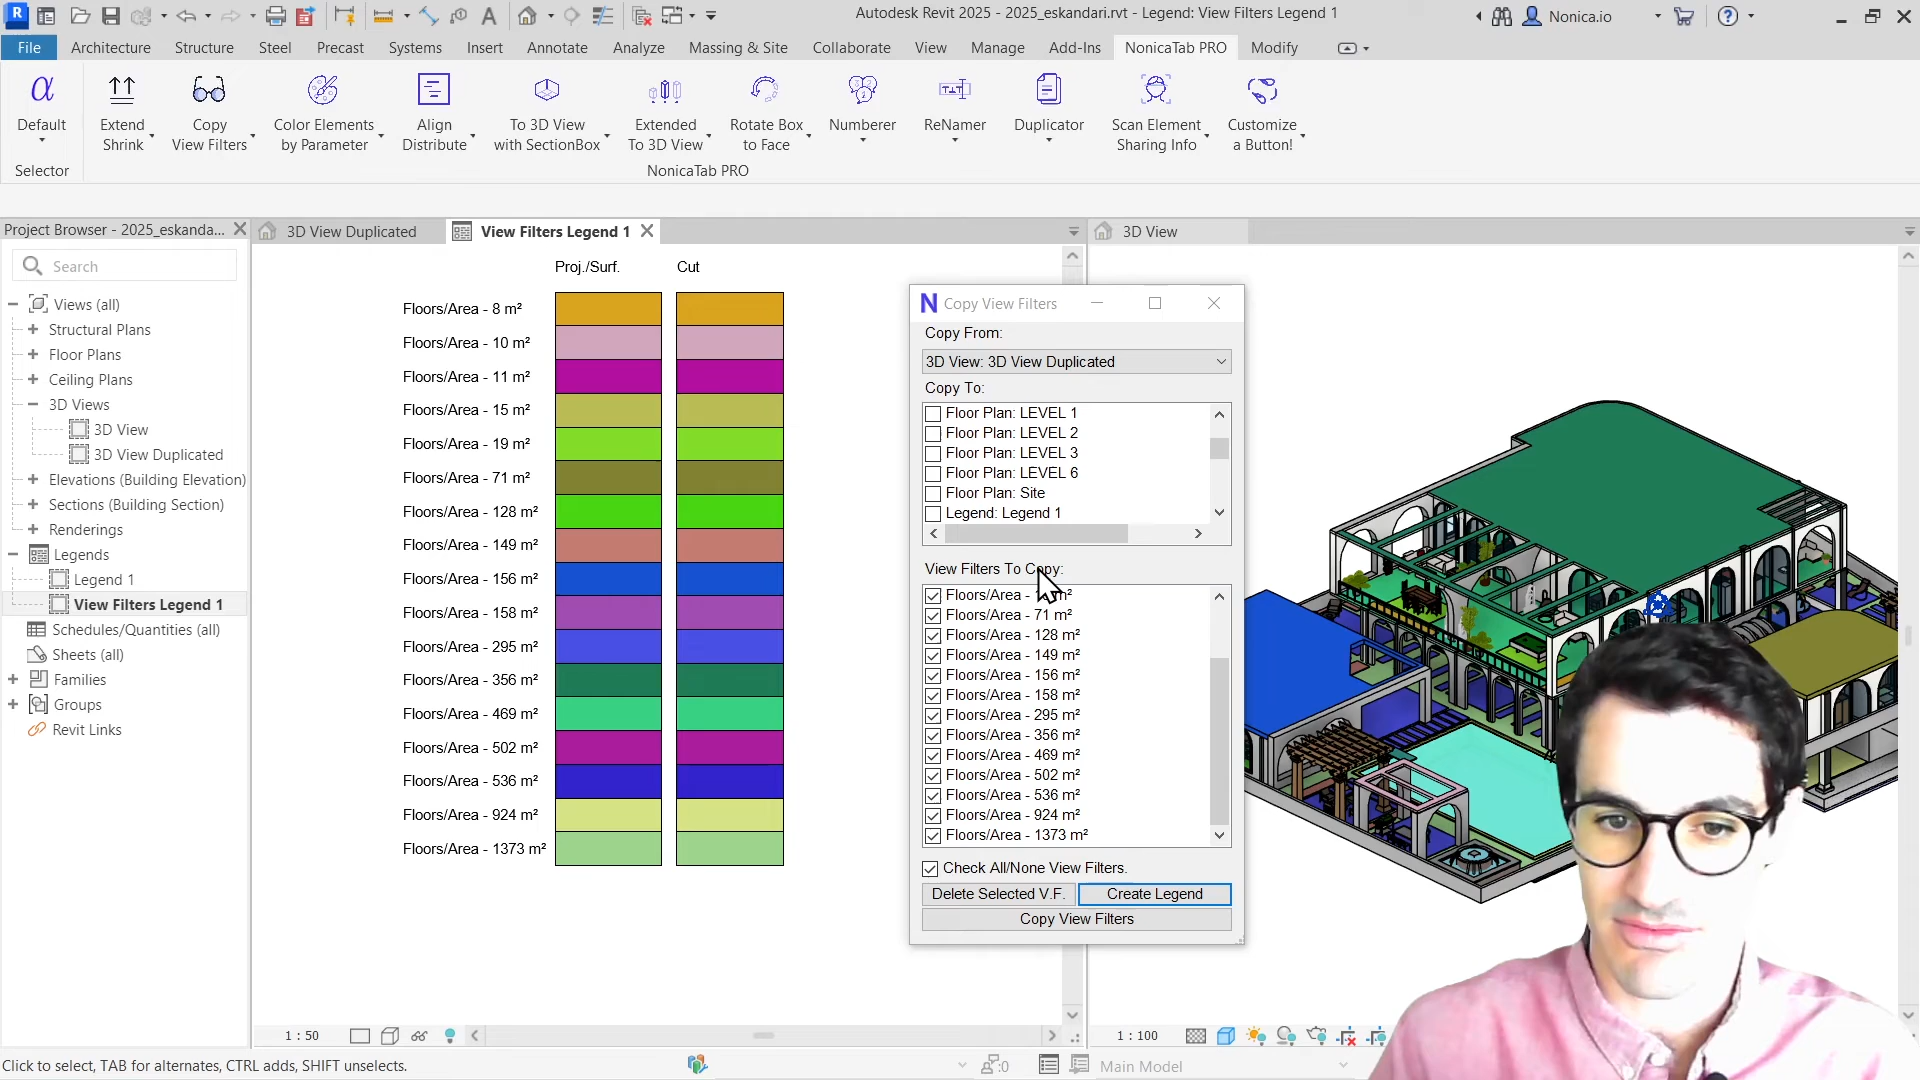 Autodesk Revit 2025 - 2025_eskandari.rvt - Legend: View Filters Legend 1
Nonica.io
File
Architecture
Structure
Steel
Precast
Systems
Insert
Annotate
Analyze
Massing & Site
Collaborate
View
Manage
Add-Ins
NonicaTab PRO
Modify
Default
Extend
Shrink
Copy
View Filters
Color Elements
by Parameter
Align
Distribute
To 3D View
with SectionBox
Extended
To 3D View
Rotate Box
to Face
Numberer
ReNamer
Duplicator
Scan Element
Sharing Info
Customize
a Button!
Selector
NonicaTab PRO
Project Browser - 2025_eskanda...
Search
Views (all)
Structural Plans
Floor Plans
Ceiling Plans
3D Views
3D View
3D View Duplicated
Elevations (Building Elevation)
Sections (Building Section)
Renderings
Legends
Legend 1
View Filters Legend 1
Schedules/Quantities (all)
Sheets (all)
Families
Groups
Revit Links
3D View Duplicated
View Filters Legend 1
3D View
Proj./Surf.
Cut
Floors/Area - 8 m²
Floors/Area - 10 m²
Floors/Area - 11 m²
Floors/Area - 15 m²
Floors/Area - 19 m²
Floors/Area - 71 m²
Floors/Area - 128 m²
Floors/Area - 149 m²
Floors/Area - 156 m²
Floors/Area - 158 m²
Floors/Area - 295 m²
Floors/Area - 356 m²
Floors/Area - 469 m²
Floors/Area - 502 m²
Floors/Area - 536 m²
Floors/Area - 924 m²
Floors/Area - 1373 m²
N Copy View Filters
Copy From:
3D View: 3D View Duplicated
Copy To:
Floor Plan: LEVEL 1
Floor Plan: LEVEL 2
Floor Plan: LEVEL 3
Floor Plan: LEVEL 6
Floor Plan: Site
Legend: Legend 1
View Filters To Copy:
Floors/Area - m²
Floors/Area - 71 m²
Floors/Area - 128 m²
Floors/Area - 149 m²
Floors/Area - 156 m²
Floors/Area - 158 m²
Floors/Area - 295 m²
Floors/Area - 356 m²
Floors/Area - 469 m²
Floors/Area - 502 m²
Floors/Area - 536 m²
Floors/Area - 924 m²
Floors/Area - 1373 m²
Check All/None View Filters.
Delete Selected V.F.
Create Legend
Copy View Filters
1 : 50
1 : 100
Click to select, TAB for alternates, CTRL adds, SHIFT unselects.
:0
Main Model